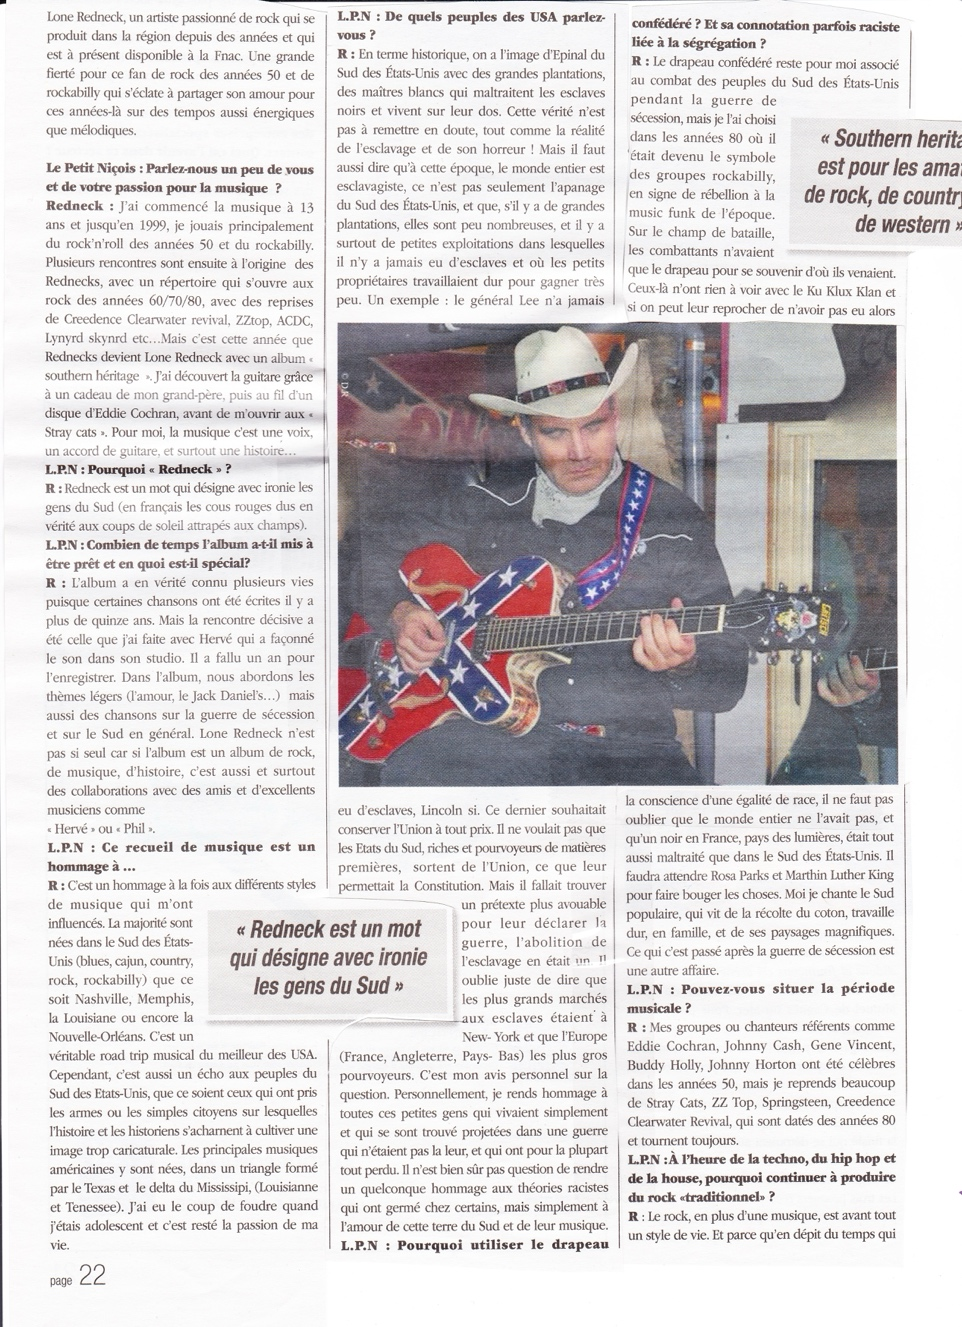 Lone Redneck, un artiste passionné de rock qui se
produit dans la région depuis des années et qui
est à présent disponible à la Fnac. Une grande
fierté pour ce fan de rock des années 50 et de
rockabilly qui s'éclate à partager son amour pour
ces années-là sur des tempos aussi énergiques
que mélodiques.
Le Petit Niçois : Parlez-nous un peu de vous
et de votre passion pour la musique ?
Redneck : J'ai commencé la musique à 13
ans et jusqu'en 1999, je jouais principalement
du rock'n'roll des années 50 et du rockabilly.
Plusieurs rencontres sont ensuite à l'origine des
Rednecks, avec un répertoire qui s'ouvre aux
rock des années 60/70/80, avec des reprises
de Creedence Clearwater revival, ZZtop, ACDC,
Lynyrd skynrd etc...Mais c'est cette année que
Rednecks devient Lone Redneck avec un album «
southern héritage ». J'ai découvert la guitare grâce
à un cadeau de mon grand-père, puis au fil d'un
disque d'Eddie Cochran, avant de m'ouvrir aux «
Stray cats ». Pour moi, la musique c'est une voix,
un accord de guitare, et surtout une histoire...
L.P.N : Pourquoi « Redneck » ?
R : Redneck est un mot qui désigne avec ironie les
gens du Sud (en français les cous rouges dus en
vérité aux coups de soleil attrapés aux champs).
L.P.N : Combien de temps l'album a-t-il mis à
être prêt et en quoi est-il spécial?
R : L'album a en vérité connu plusieurs vies
puisque certaines chansons ont été écrites il y a
plus de quinze ans. Mais la rencontre décisive a
été celle que j'ai faite avec Hervé qui a façonné
le son dans son studio. Il a fallu un an pour
l'enregistrer. Dans l'album, nous abordons les
thèmes légers (l'amour, le Jack Daniel's...) mais
aussi des chansons sur la guerre de sécession
et sur le Sud en général. Lone Redneck n'est
pas si seul car si l'album est un album de rock,
de musique, d'histoire, c'est aussi et surtout
des collaborations avec des amis et d'excellents
musiciens comme
« Hervé » ou « Phil ».
L.P.N : Ce recueil de musique est un
hommage à ...
R : C'est un hommage à la fois aux différents styles
de musique qui m'ont
influencés. La majorité sont
nées dans le Sud des États-
Unis (blues, cajun, country,
rock, rockabilly) que ce
soit Nashville, Memphis,
la Louisiane ou encore la
Nouvelle-Orléans. C'est un
véritable road trip musical du meilleur des USA.
Cependant, c'est aussi un écho aux peuples du
Sud des Etats-Unis, que ce soient ceux qui ont pris
les armes ou les simples citoyens sur lesquelles
l'histoire et les historiens s'acharnent à cultiver une
image trop caricaturale. Les principales musiques
américaines y sont nées, dans un triangle formé
par le Texas et le delta du Mississipi, (Louisianne
et Tenessee). J'ai eu le coup de foudre quand
j'étais adolescent et c'est resté la passion de ma
vie.
« Redneck est un mot
qui désigne avec ironie
les gens du Sud »
L.P.N : De quels peuples des USA parlez-
vous ?
R : En terme historique, on a l'image d'Epinal du
Sud des États-Unis avec des grandes plantations,
des maîtres blancs qui maltraitent les esclaves
noirs et vivent sur leur dos. Cette vérité n'est
pas à remettre en doute, tout comme la réalité
de l'esclavage et de son horreur ! Mais il faut
aussi dire qu'à cette époque, le monde entier est
esclavagiste, ce n'est pas seulement l'apanage
du Sud des États-Unis, et que, s'il y a de grandes
plantations, elles sont peu nombreuses, et il y a
surtout de petites exploitations dans lesquelles
il n'y a jamais eu d'esclaves et où les petits
propriétaires travaillaient dur pour gagner très
peu. Un exemple : le général Lee n'a jamais
© D.R
eu d'esclaves, Lincoln si. Ce dernier souhaitait
conserver l'Union à tout prix. Il ne voulait pas que
les Etats du Sud, riches et pourvoyeurs de matières
premières, sortent de l'Union, ce que leur
permettait la Constitution. Mais il fallait trouver
un prétexte plus avouable
pour leur déclarer la
guerre, l'abolition de
l'esclavage en était un. Il
oublie juste de dire que
les plus grands marchés
aux esclaves étaient à
New- York et que l'Europe
(France, Angleterre, Pays- Bas) les plus gros
pourvoyeurs. C'est mon avis personnel sur la
question. Personnellement, je rends hommage à
toutes ces petites gens qui vivaient simplement
et qui se sont trouvé projetées dans une guerre
qui n'étaient pas la leur, et qui ont pour la plupart
tout perdu. Il n'est bien sûr pas question de rendre
un quelconque hommage aux théories racistes
qui ont germé chez certains, mais simplement à
l'amour de cette terre du Sud et de leur musique.
L.P.N : Pourquoi utiliser le drapeau
confédéré ? Et sa connotation parfois raciste
liée à la ségrégation ?
R : Le drapeau confédéré reste pour moi associé
au combat des peuples du Sud des États-Unis
pendant la guerre de
sécession, mais je l'ai choisi
dans les années 80 où il
était devenu le symbole
des groupes rockabilly,
en signe de rébellion à la
music funk de l'époque.
Sur le champ de bataille,
les combattants n'avaient
que le drapeau pour se souvenir d'où ils venaient.
Ceux-là n'ont rien à voir avec le Ku Klux Klan et
si on peut leur reprocher de n'avoir pas eu alors
« Southern herita
est pour les ama
de rock, de country
de western »
la conscience d'une égalité de race, il ne faut pas
oublier que le monde entier ne l'avait pas, et
qu'un noir en France, pays des lumières, était tout
aussi maltraité que dans le Sud des États-Unis. Il
faudra attendre Rosa Parks et Marthin Luther King
pour faire bouger les choses. Moi je chante le Sud
populaire, qui vit de la récolte du coton, travaille
dur, en famille, et de ses paysages magnifiques.
Ce qui c'est passé après la guerre de sécession est
une autre affaire.
L.P.N : Pouvez-vous situer la période
musicale ?
R : Mes groupes ou chanteurs référents comme
Eddie Cochran, Johnny Cash, Gene Vincent,
Buddy Holly, Johnny Horton ont été célèbres
dans les années 50, mais je reprends beaucoup
de Stray Cats, ZZ Top, Springsteen, Creedence
Clearwater Revival, qui sont datés des années 80
et tournent toujours.
L.P.N :À l'heure de la techno, du hip hop et
de la house, pourquoi continuer à produire
du rock «traditionnel» ?
R : Le rock, en plus d'une musique, est avant tout
un style de vie. Et parce qu'en dépit du temps qui
page 22